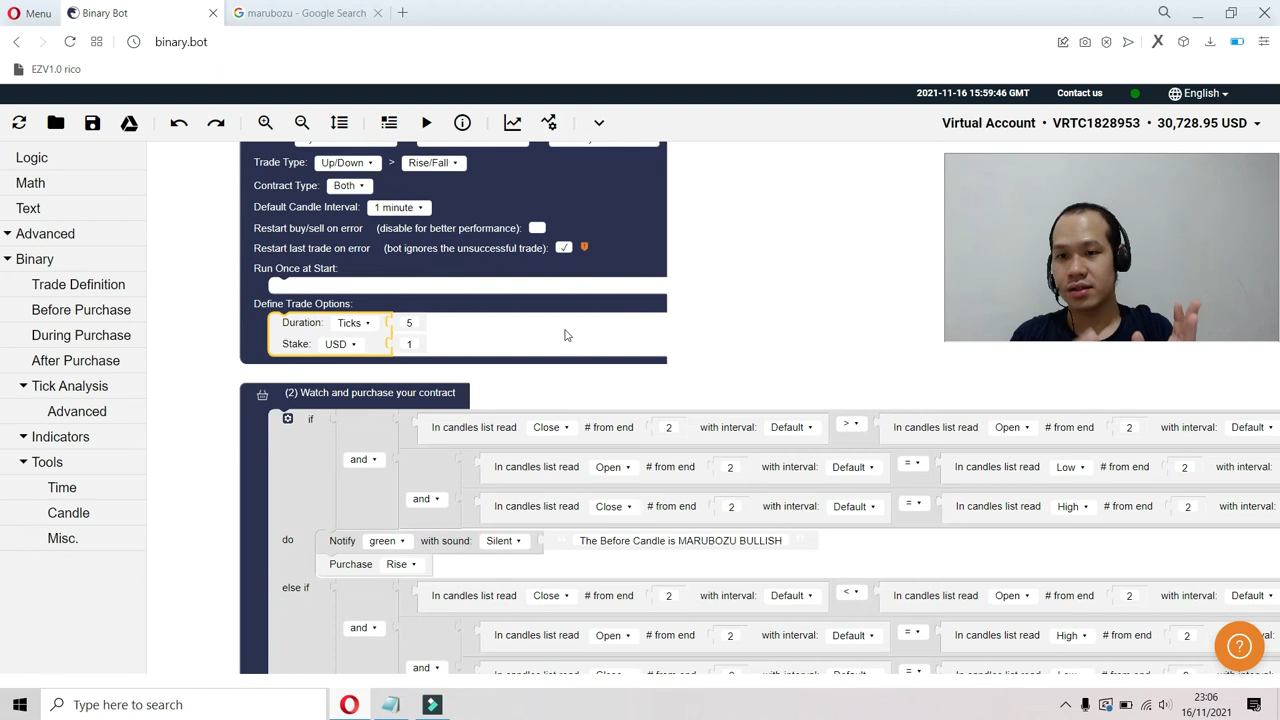 Menu
Binary Bot
marubozu - Google Search
binary.bot
EZV1.0 rico
2021-11-16 15:59:46 GMT
Contact us
English
Virtual Account • VRTC1828953 • 30,728.95 USD
Logic
Math
Text
Advanced
Binary
Trade Definition
Before Purchase
During Purchase
After Purchase
Tick Analysis
Advanced
Indicators
Tools
Time
Candle
Misc.
Trade Type: Up/Down > Rise/Fall
Contract Type: Both
Default Candle Interval: 1 minute
Restart buy/sell on error (disable for better performance):
Restart last trade on error (bot ignores the unsuccessful trade): ✓
Run Once at Start:
Define Trade Options:
Duration: Ticks 5
Stake: USD 1
(2) Watch and purchase your contract
if In candles list read Close # from end 2 with interval: Default > In candles list read Open # from end 2 with interval: Default
and In candles list read Open # from end 2 with interval: Default = In candles list read Low # from end 2 with interval:
and In candles list read Close # from end 2 with interval: Default = In candles list read High # from end 2 with interval:
do Notify green with sound: Silent “ The Before Candle is MARUBOZU BULLISH ”
Purchase Rise
else if In candles list read Close # from end 2 with interval: Default < In candles list read Open # from end 2 with interval: Default
and In candles list read Open # from end 2 with interval: Default = In candles list read High # from end 2 with interval:
and
Type here to search
23:06
16/11/2021